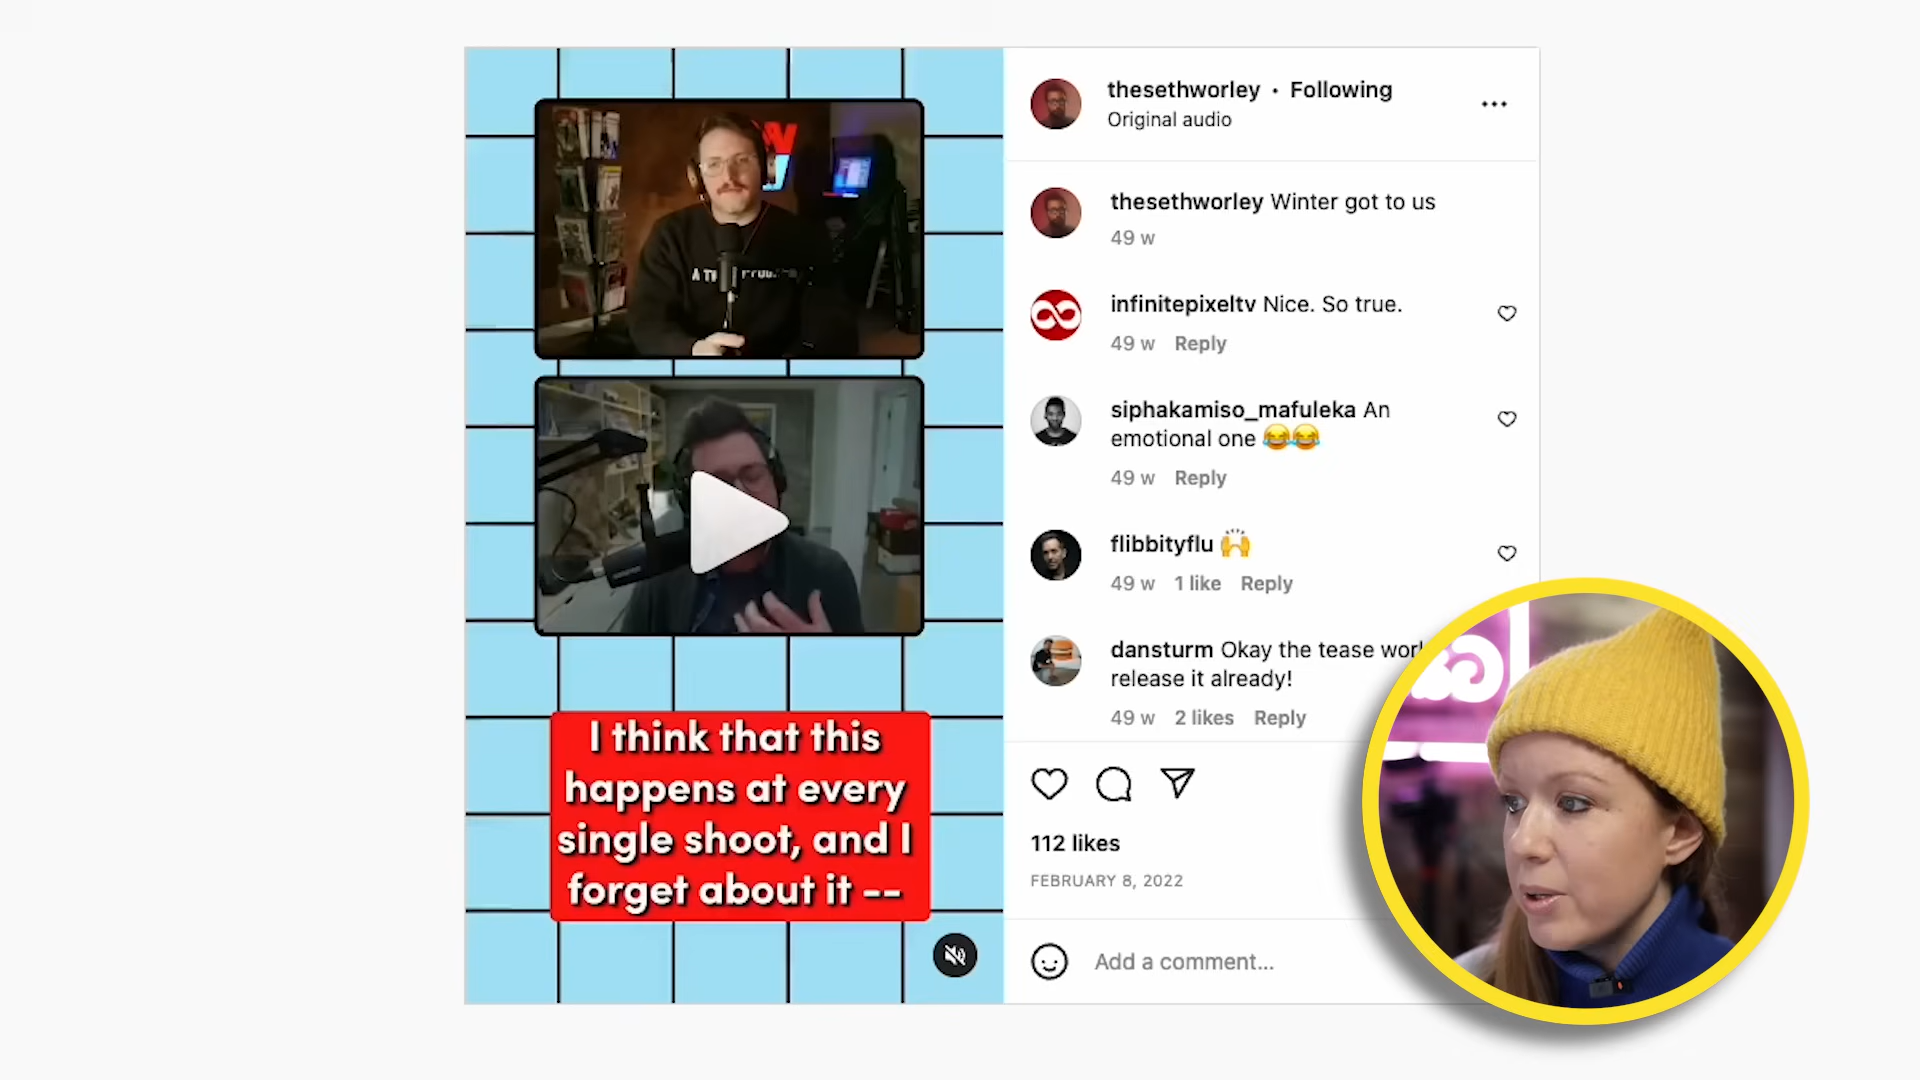 thesethworley • Following
Original audio
thesethworley Winter got to us
49 w
infinitepixeltv Nice. So true.
49 w Reply
siphakamiso_mafuleka An
emotional one 😂😂
49 w Reply
flibbityflu 🙌
49 w 1 like Reply
dansturm Okay the tease
release it already!
49 w 2 likes Reply
112 likes
FEBRUARY 8, 2022
Add a comment...
I think that this
happens at every
single shoot, and I
forget about it --